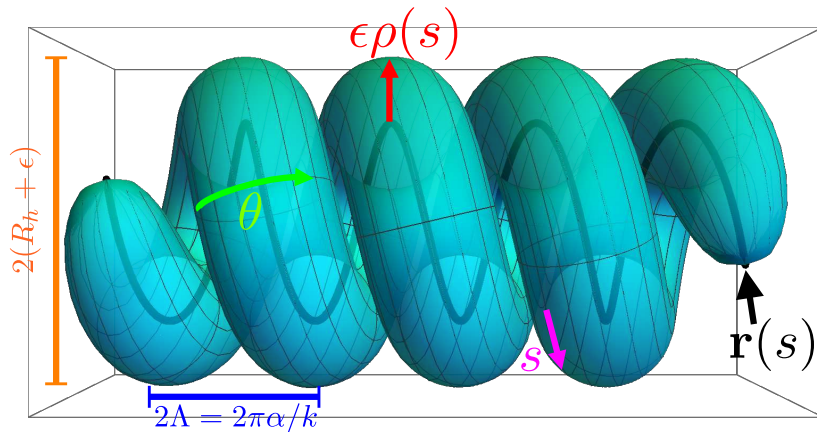 ϵρ(s)
2(R_h + ϵ)
θ
r(s)
s
2Λ = 2πα/k